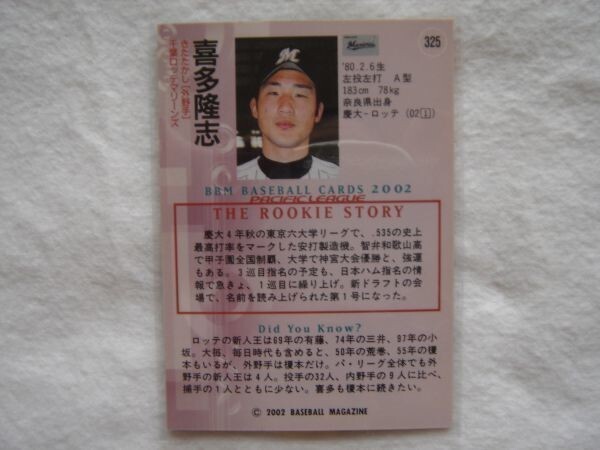 325
喜多隆志
きたたかし〔外野手〕
千葉ロッテマリーンズ
Marines
'80.2.6生
左投左打 A型
183cm 78kg
奈良県出身
慶大－ロッテ（02①）
BBM BASEBALL CARDS 2002
PACIFIC LEAGUE
THE ROOKIE STORY
慶大4年秋の東京六大学リーグで、.535の史上
最高打率をマークした安打製造機。智弁和歌山高
で甲子園全国制覇、大学で神宮大会優勝と、強運
もある。3巡目指名の予定も、日本ハム指名の情
報で急きょ、1巡目に繰り上げ。新ドラフトの会
場で、名前を読み上げられた第1号になった。
Did You Know?
ロッテの新人王は69年の有藤、74年の三井、97年の小
坂。大毎、毎日時代も含めると、50年の荒巻、55年の榎
本もいるが、外野手は榎本だけ。パ・リーグ全体でも外
野手の新人王は4人。投手の32人、内野手の9人に比べ、
捕手の1人とともに少ない。喜多も榎本に続きたい。
© 2002 BASEBALL MAGAZINE